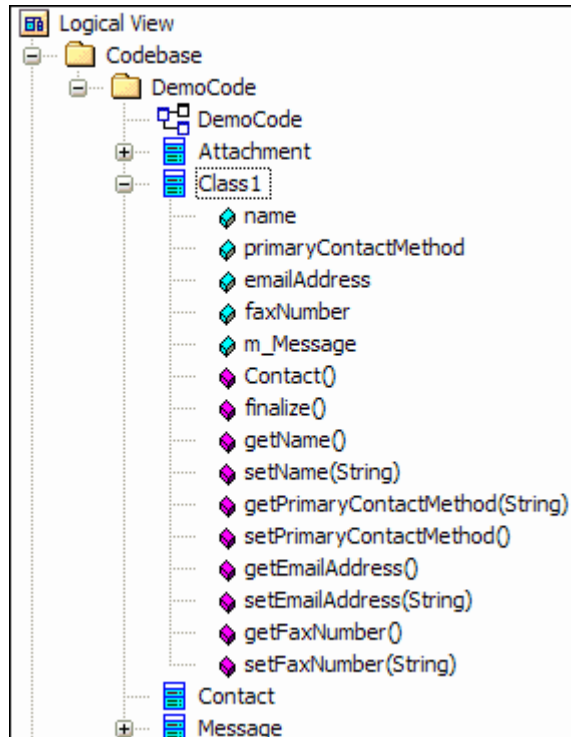 Logical View
Codebase
DemoCode
DemoCode
Attachment
Class1
name
primaryContactMethod
emailAddress
faxNumber
m_Message
Contact()
finalize()
getName()
setName(String)
getPrimaryContactMethod(String)
setPrimaryContactMethod()
getEmailAddress()
setEmailAddress(String)
getFaxNumber()
setFaxNumber(String)
Contact
Message